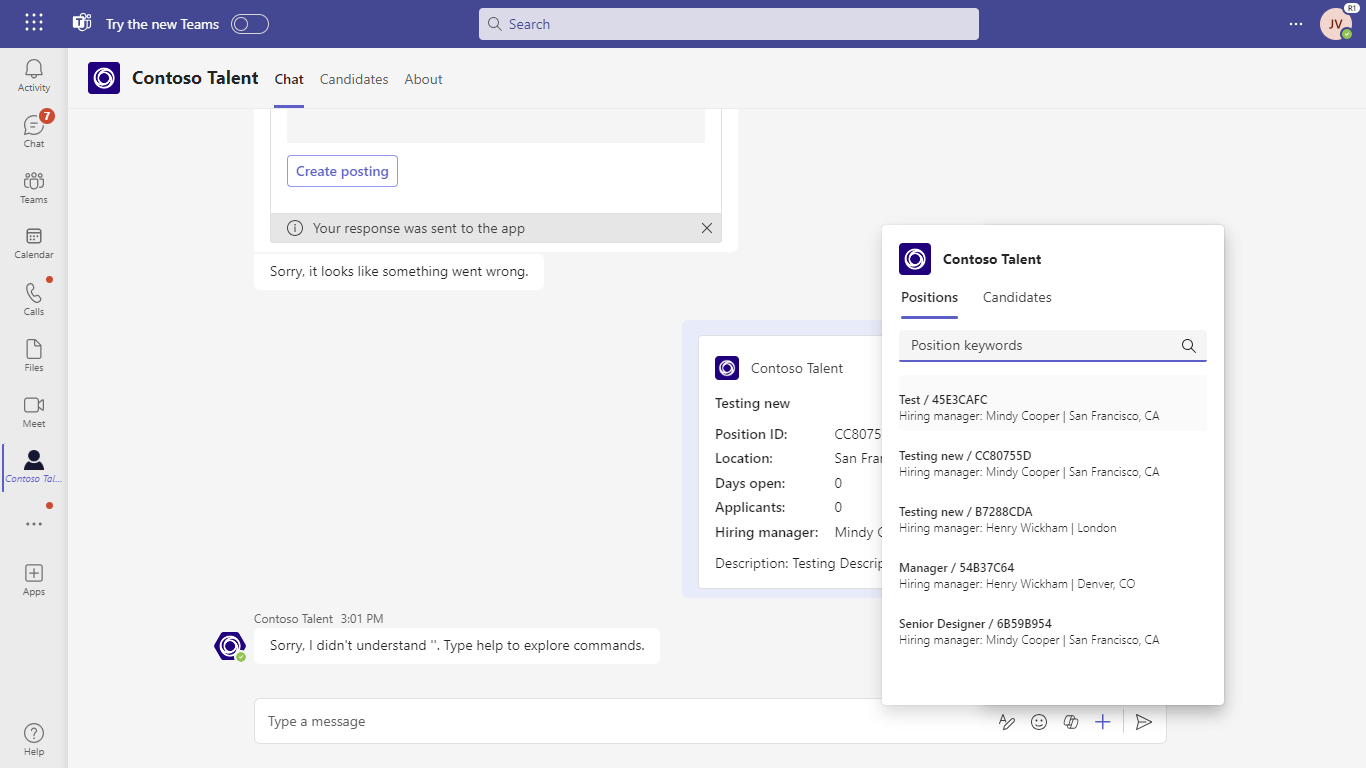 Try the new Teams
Search
R1
JV
Activity
7
Chat
Teams
Calendar
Calls
Files
Meet
Contoso Tal...
Apps
Help
Contoso Talent Chat Candidates About
Create posting
Your response was sent to the app
Sorry, it looks like something went wrong.
Contoso Talent
Testing new
Position ID: CC8075
Location: San Fran
Days open: 0
Applicants: 0
Hiring manager: Mindy C
Description: Testing Descrip
Contoso Talent 3:01 PM
Sorry, I didn't understand ''. Type help to explore commands.
Type a message
Contoso Talent
Positions Candidates
Position keywords
Test / 45E3CAFC
Hiring manager: Mindy Cooper | San Francisco, CA
Testing new / CC80755D
Hiring manager: Mindy Cooper | San Francisco, CA
Testing new / B7288CDA
Hiring manager: Henry Wickham | London
Manager / 54B37C64
Hiring manager: Henry Wickham | Denver, CO
Senior Designer / 6B59B954
Hiring manager: Mindy Cooper | San Francisco, CA